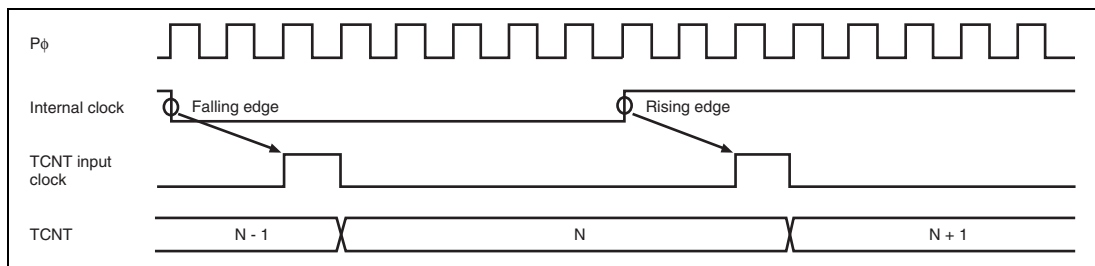 Pϕ
Internal clock
Falling edge
Rising edge
TCNT input
clock
TCNT
N - 1
N
N + 1